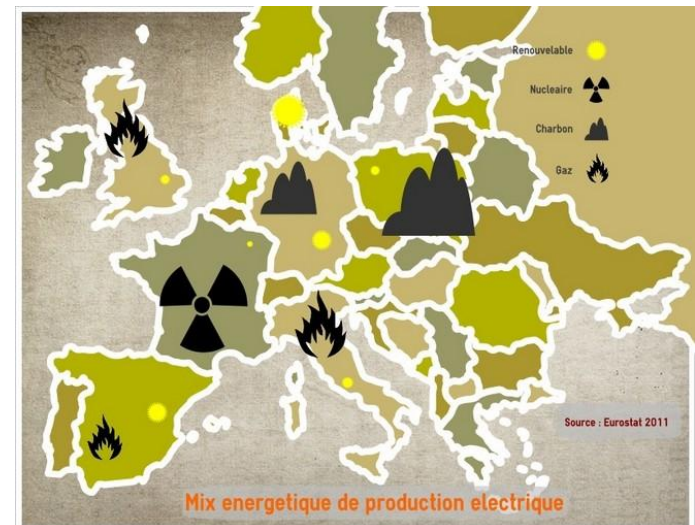 Renouvelable
Nucleaire
Charbon
Gaz
Source : Eurostat 2011
Mix energetique de production electrique